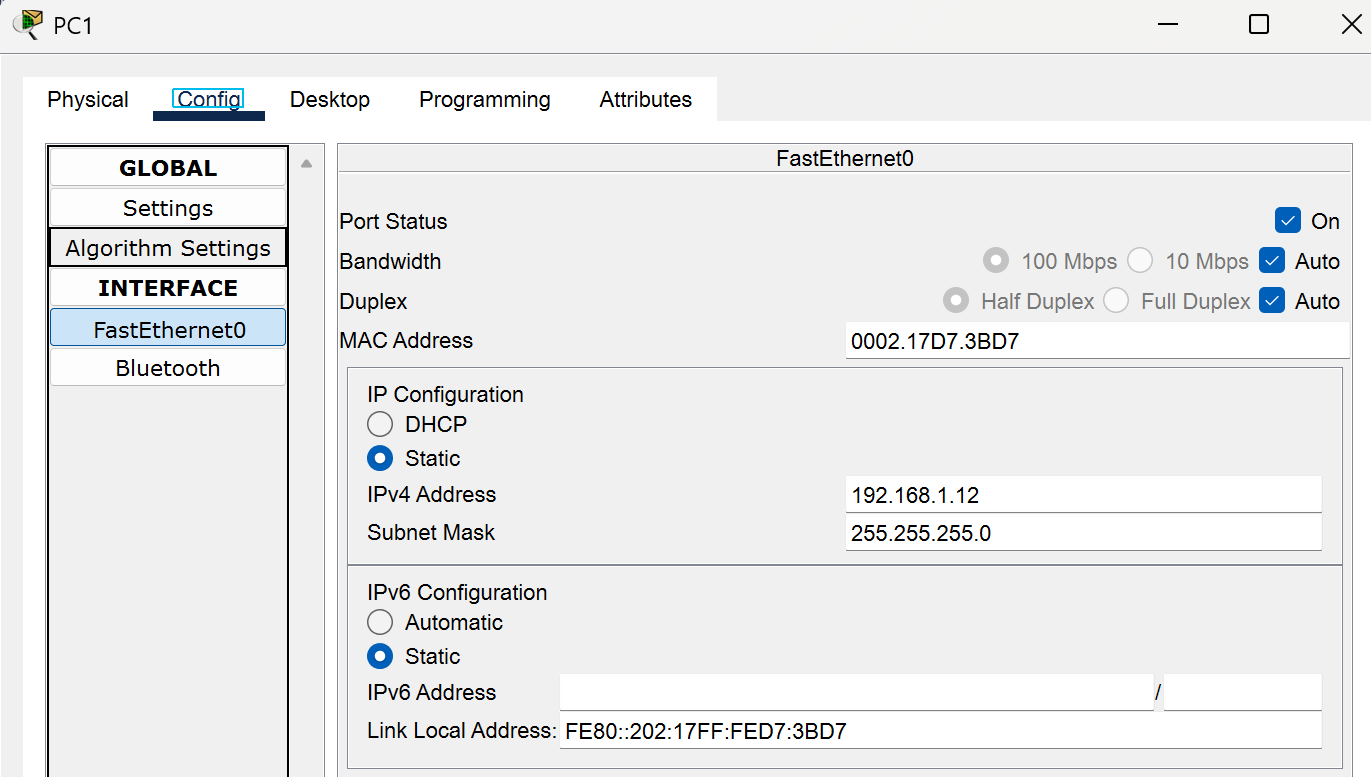 PC1
Physical Config Desktop Programming Attributes
GLOBAL
Settings
Algorithm Settings
INTERFACE
FastEthernet0
Bluetooth
FastEthernet0
Port Status On
Bandwidth 100 Mbps 10 Mbps Auto
Duplex Half Duplex Full Duplex Auto
MAC Address 0002.17D7.3BD7
IP Configuration
DHCP
Static
IPv4 Address 192.168.1.12
Subnet Mask 255.255.255.0
IPv6 Configuration
Automatic
Static
IPv6 Address /
Link Local Address: FE80::202:17FF:FED7:3BD7